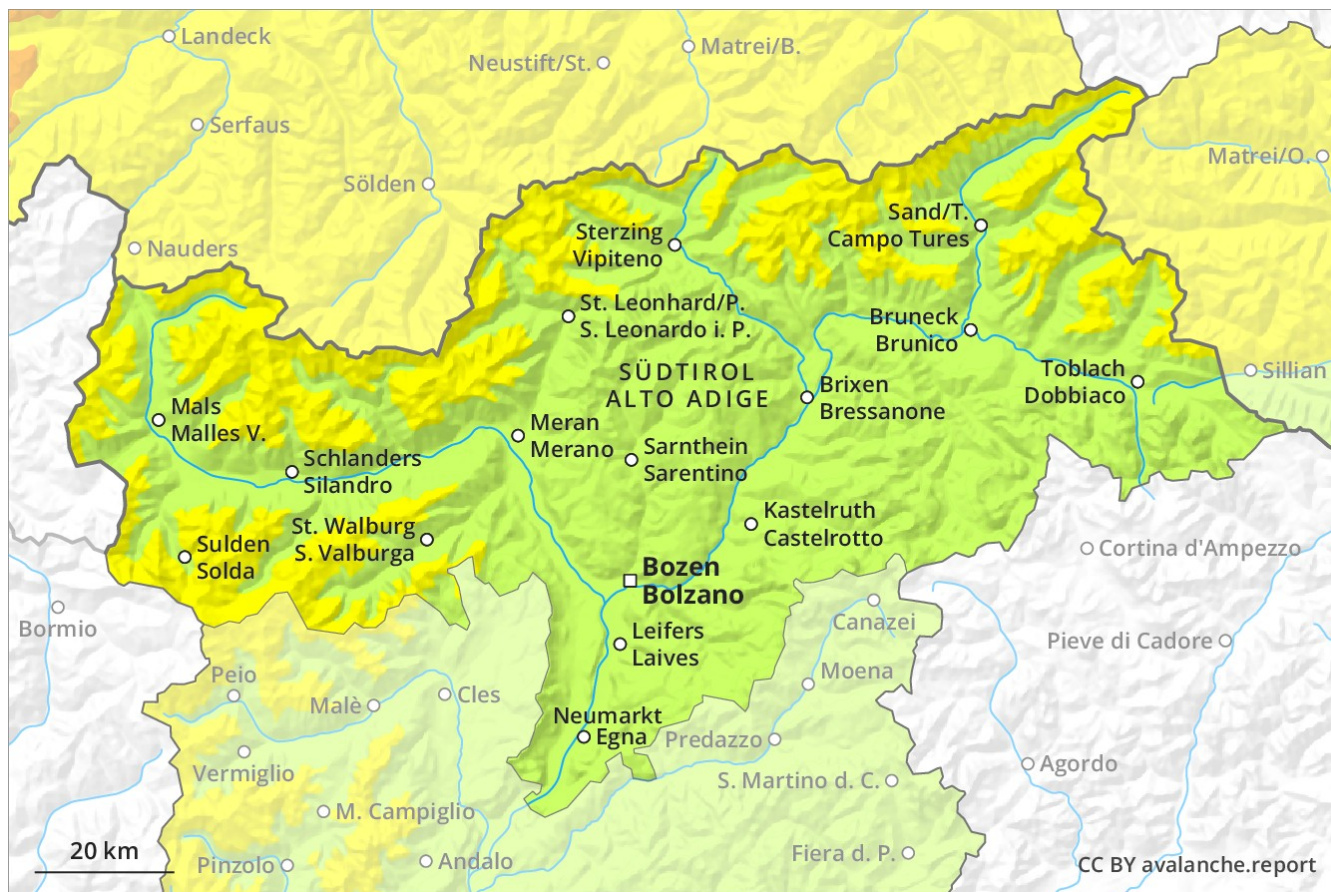 Landeck
Matrei/B.
Neustift/St.
Serfaus
Matrei/O.
Sölden
Sand/T.
Campo Tures
Sterzing
Vipiteno
Nauders
St. Leonhard/P.
S. Leonardo i. P.
Bruneck
Brunico
SÜDTIROL
ALTO ADIGE
Toblach
Dobbiaco
Sillian
Brixen
Bressanone
Mals
Malles V.
Meran
Merano
Sarnthein
Sarentino
Schlanders
Silandro
Kastelruth
Castelrotto
St. Walburg
S. Valburga
Sulden
Solda
Cortina d'Ampezzo
Bozen
Bolzano
Bormio
Canazei
Leifers
Laives
Pieve di Cadore
Peio
Moena
Malè
Cles
Neumarkt
Egna
Predazzo
Vermiglio
Agordo
S. Martino d. C.
M. Campiglio
20 km
Pinzolo
Andalo
Fiera d. P.
CC BY avalanche.report